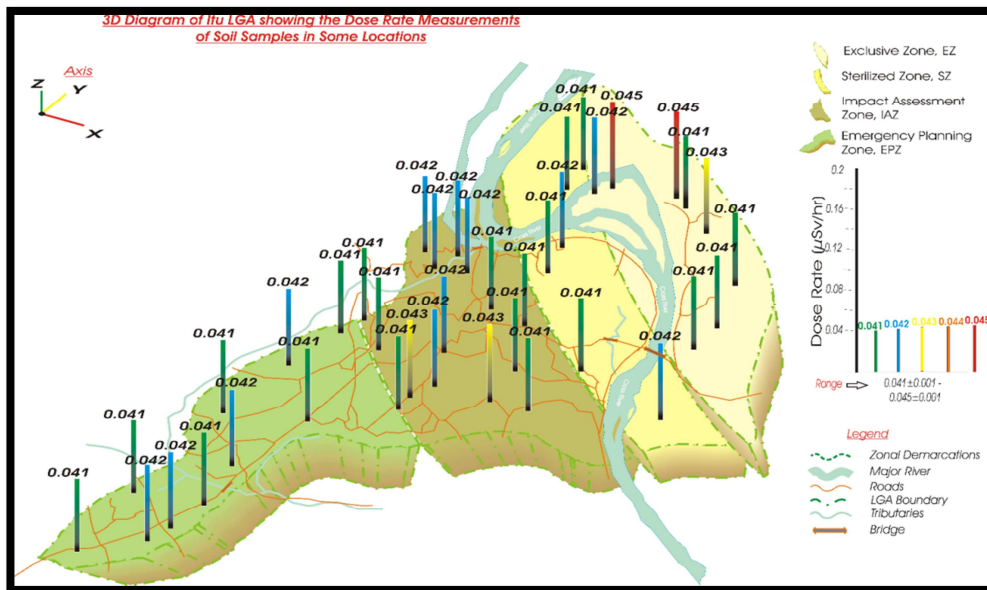 3D Diagram of Itu LGA showing the Dose Rate Measurements
of Soil Samples in Some Locations
Axis
Z
Y
X
Exclusive Zone, EZ
Sterilized Zone, SZ
Impact Assessment
Zone, IAZ
Emergency Planning
Zone, EPZ
0.041
0.045
0.041
0.042
0.045
0.041
0.043
0.042
0.042
0.042
0.042
0.042
0.041
0.041
0.041
0.041
0.041
0.041
0.041
0.041
0.042
0.041
0.042
0.041
0.041
0.042
0.043
0.043
0.041
0.041
0.041
0.042
0.041
0.041
0.042
0.041
0.041
0.042
0.042
0.041
Cross River
Cross River
Dose Rate (µSv/hr)
0.2
0.16
0.12
0.08
0.04
0.041
0.042
0.043
0.044
0.045
Range
0.041±0.001 -
0.045±0.001
Legend
Zonal Demarcations
Major River
Roads
LGA Boundary
Tributaries
Bridge